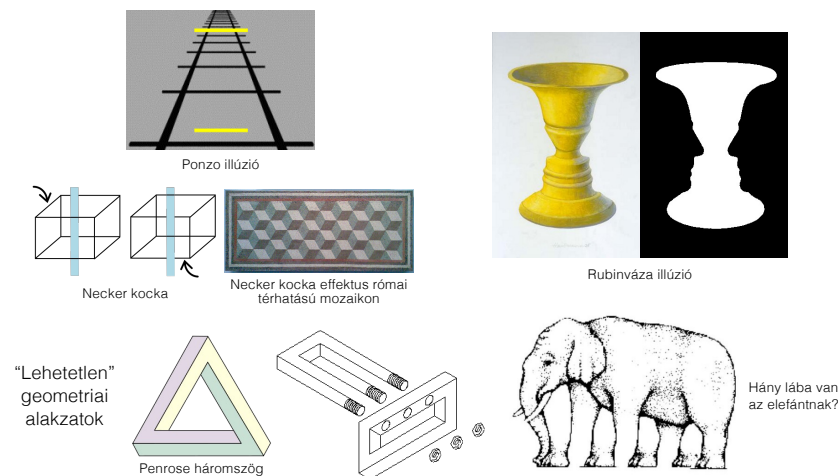 Ponzo illúzió
Necker kocka
Necker kocka effektus római
térhatású mozaikon
Rubinváza illúzió
“Lehetetlen”
geometriai
alakzatok
Penrose háromszög
Hány lába van
az elefántnak?